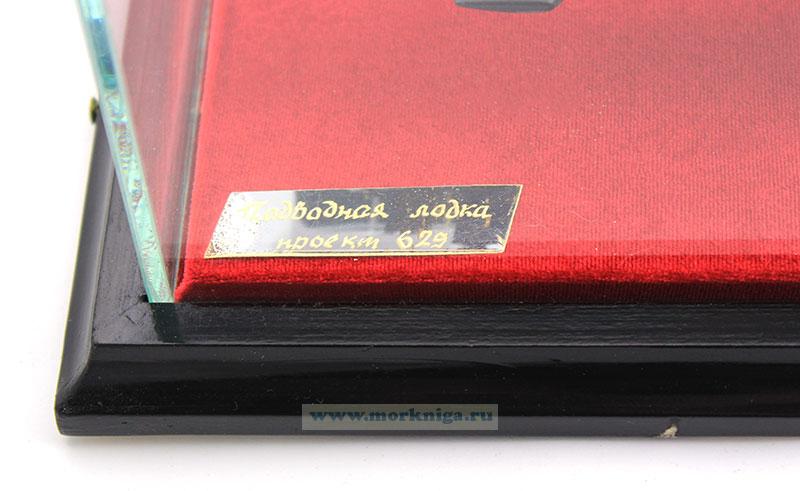 Подводная лодка
проект 629
www.morkniga.ru